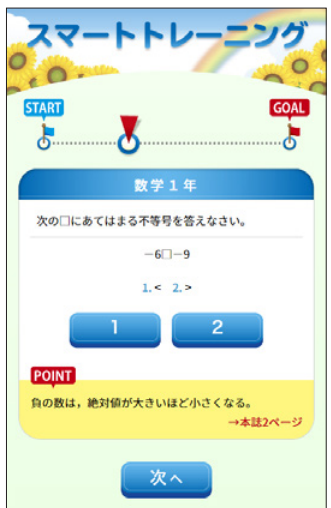 スマートトレーニング
START
GOAL
数学１年
次の□にあてはまる不等号を答えなさい。
－6□－9
1. < 2. >
1 2
POINT
負の数は，絶対値が大きいほど小さくなる。
→本誌2ページ
次へ